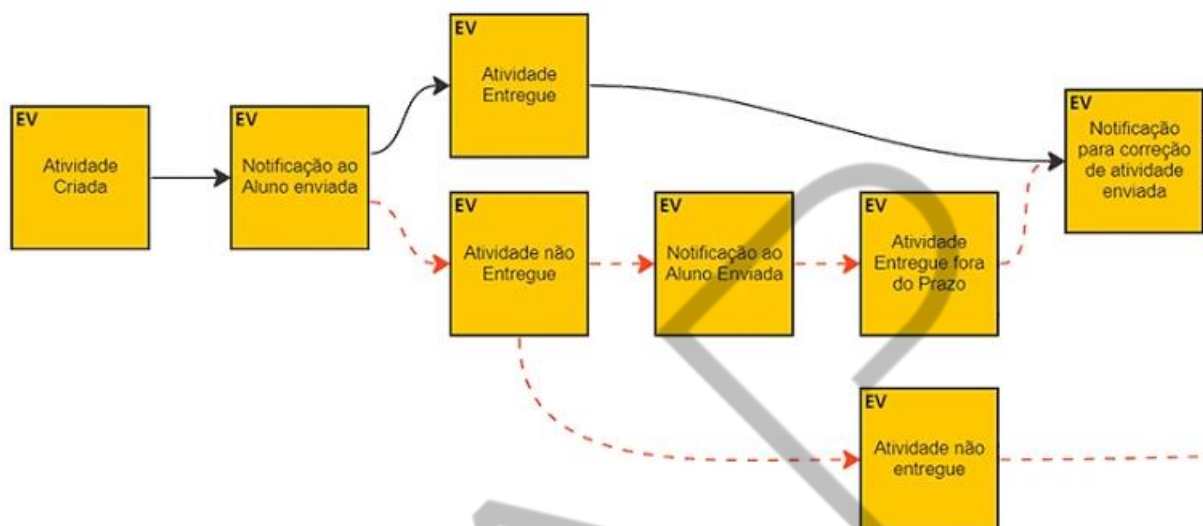 EV
Atividade
Criada
EV
Notificação ao
Aluno enviada
EV
Atividade
Entregue
EV
Atividade não
Entregue
EV
Notificação ao
Aluno Enviada
EV
Atividade
Entregue fora
do Prazo
EV
Atividade não
entregue
EV
Notificação
para correção
de atividade
enviada